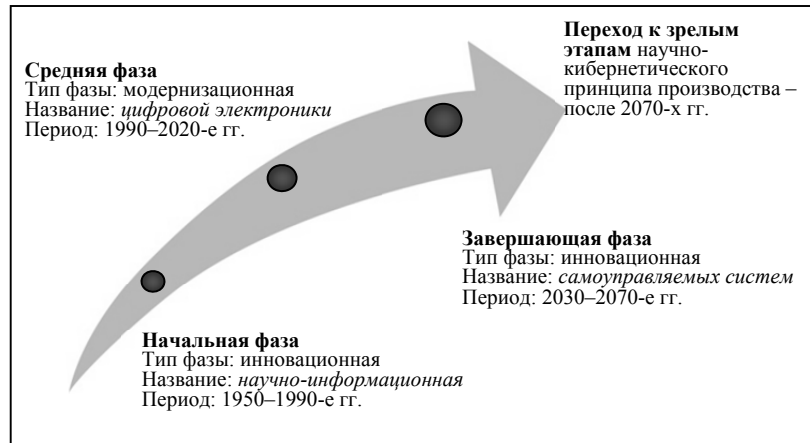 Средняя фаза
Тип фазы: модернизационная
Название: цифровой электроники
Период: 1990–2020-е гг.
Переход к зрелым
этапам научно-
кибернетического
принципа производства –
после 2070-х гг.
Завершающая фаза
Тип фазы: инновационная
Название: самоуправляемых систем
Период: 2030–2070-е гг.
Начальная фаза
Тип фазы: инновационная
Название: научно-информационная
Период: 1950–1990-е гг.